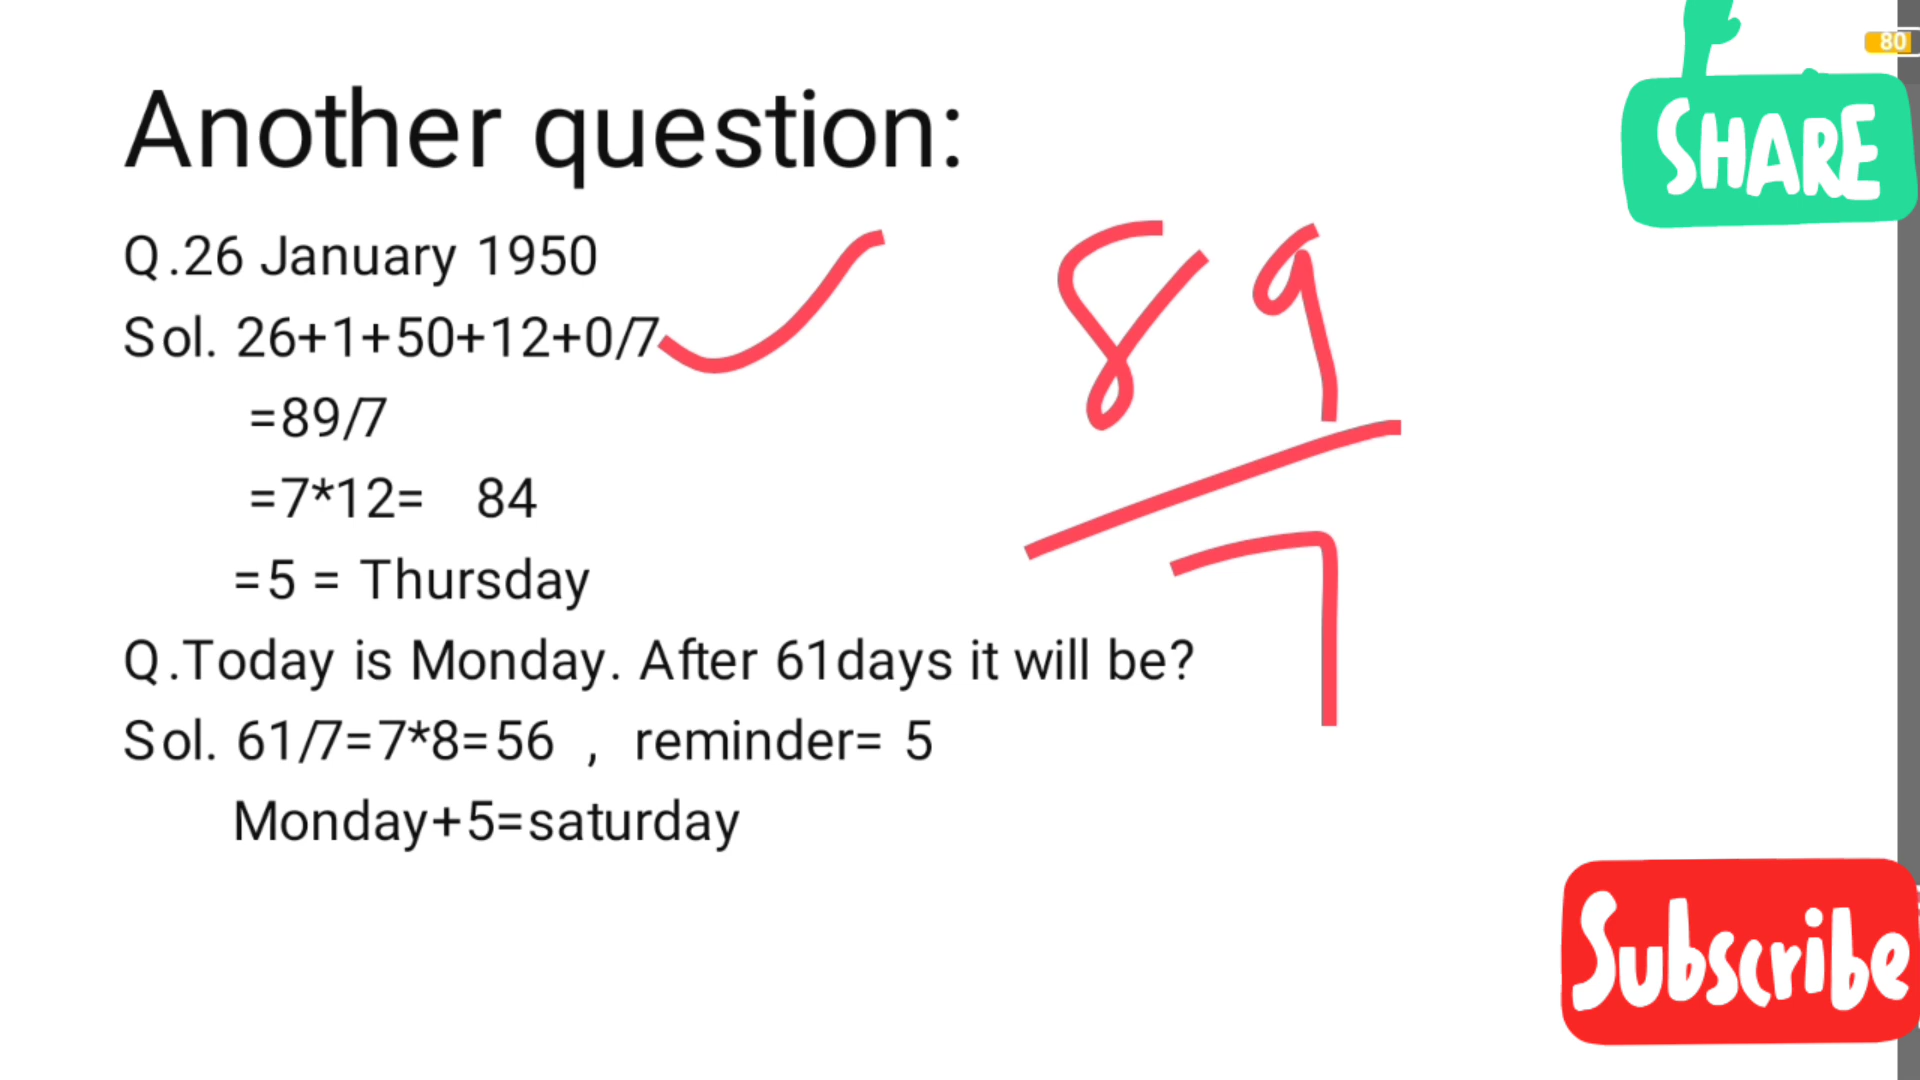 Another question:
Q.26 January 1950
Sol. 26+1+50+12+0/7
=89/7
=7*12= 84
=5 = Thursday
Q.Today is Monday. After 61days it will be?
Sol. 61/7=7*8=56 , reminder= 5
Monday+5=saturday
89
7
SHARE
80
Subscribe